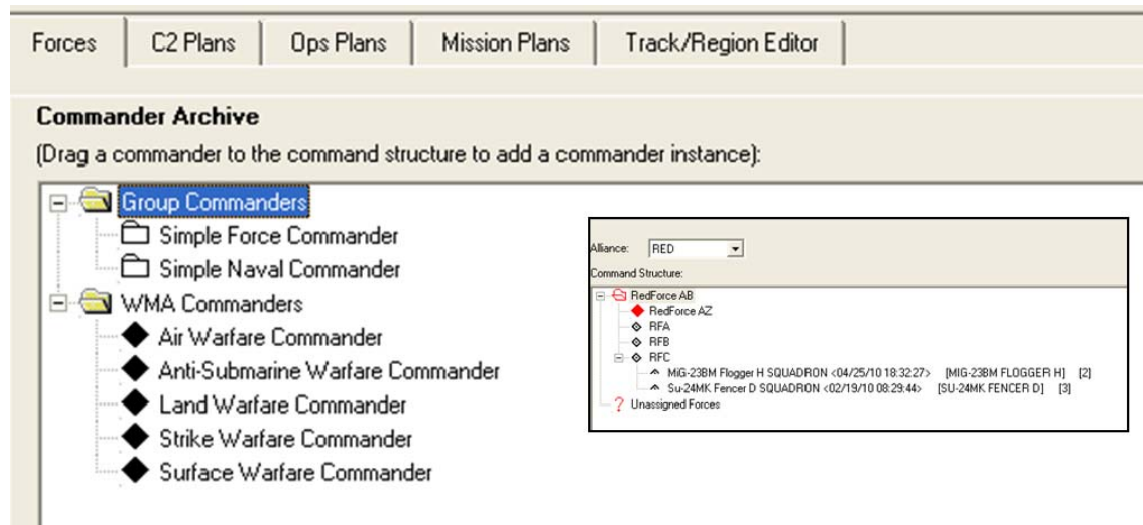 Forces C2 Plans Ops Plans Mission Plans Track/Region Editor
Commander Archive
(Drag a commander to the command structure to add a commander instance):
Group Commanders
Simple Force Commander
Simple Naval Commander
WMA Commanders
Air Warfare Commander
Anti-Submarine Warfare Commander
Land Warfare Commander
Strike Warfare Commander
Surface Warfare Commander
Alliance: RED
Command Structure:
RedForce AB
RedForce AZ
RFA
RFB
RFC
MiG-23BM Flogger H SQUADRON <04/25/10 18:32:27> [MIG-23BM FLOGGER H] [2]
Su-24MK Fencer D SQUADRON <02/19/10 08:29:44> [SU-24MK FENCER D] [3]
? Unassigned Forces